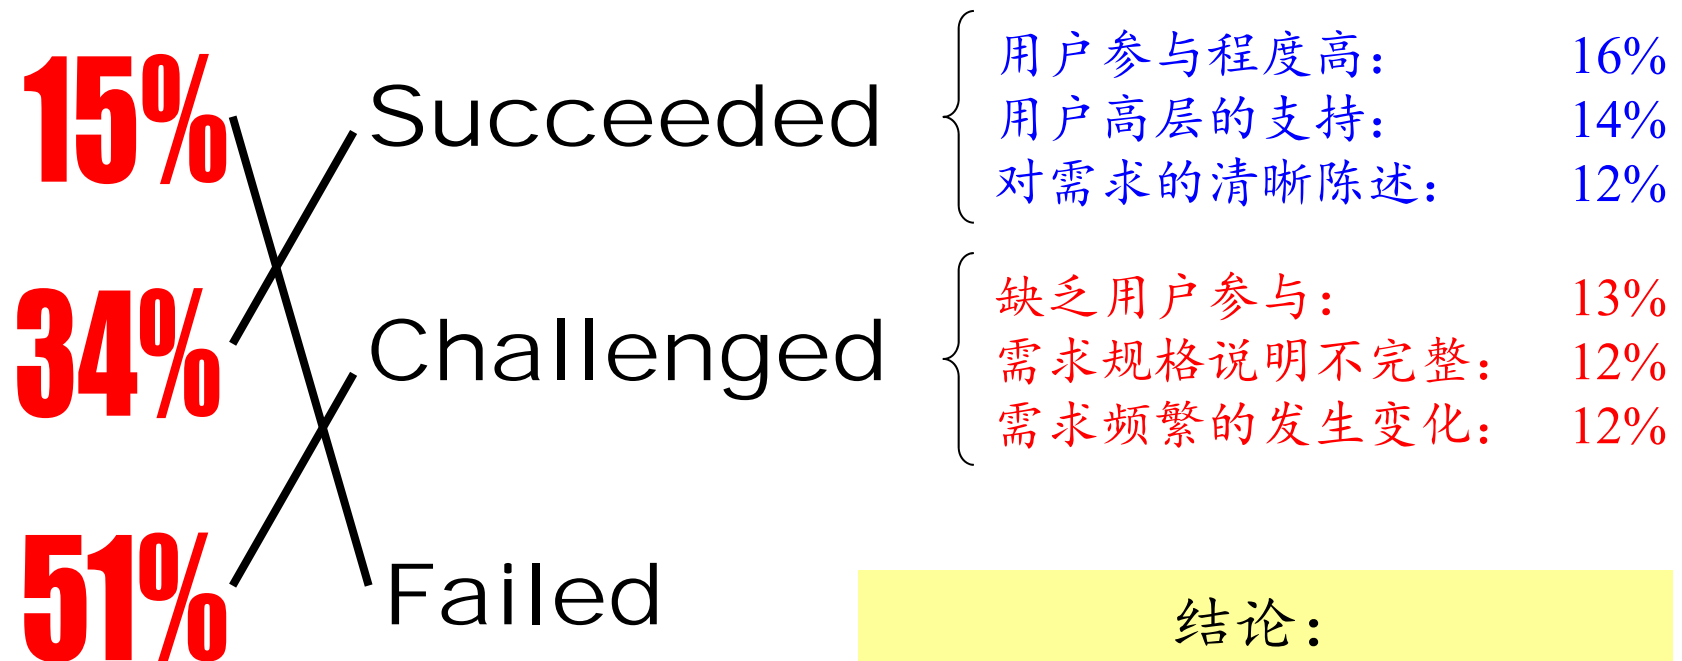 15%
Succeeded
用户参与程度高： 16%
用户高层的支持： 14%
对需求的清晰陈述： 12%
34%
Challenged
缺乏用户参与： 13%
需求规格说明不完整： 12%
需求频繁的发生变化： 12%
51%
Failed
结论：